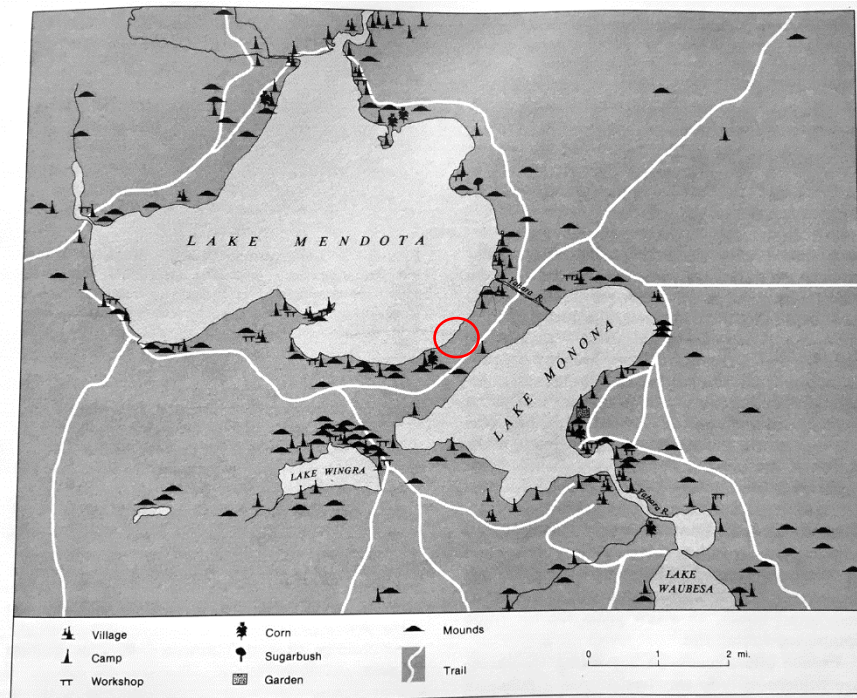 LAKE MENDOTA
Yahara R.
LAKE MONONA
LAKE WINGRA
Yahara R.
LAKE
WAUBESA
Village
Camp
Workshop
Corn
Sugarbush
Garden
Mounds
Trail
0 1 2 mi.